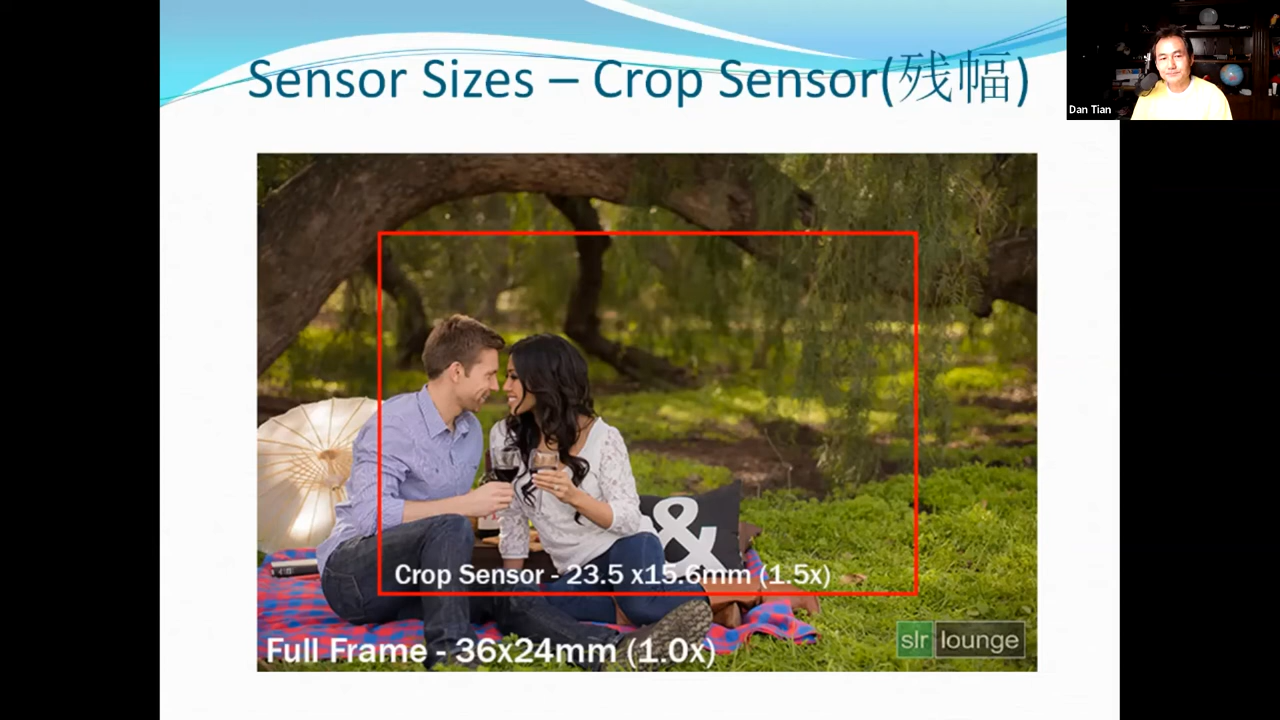 Sensor Sizes – Crop Sensor(残幅)
Dan Tian
&
Crop Sensor - 23.5 x15.6mm (1.5x)
Full Frame - 36x24mm (1.0x)
slr lounge